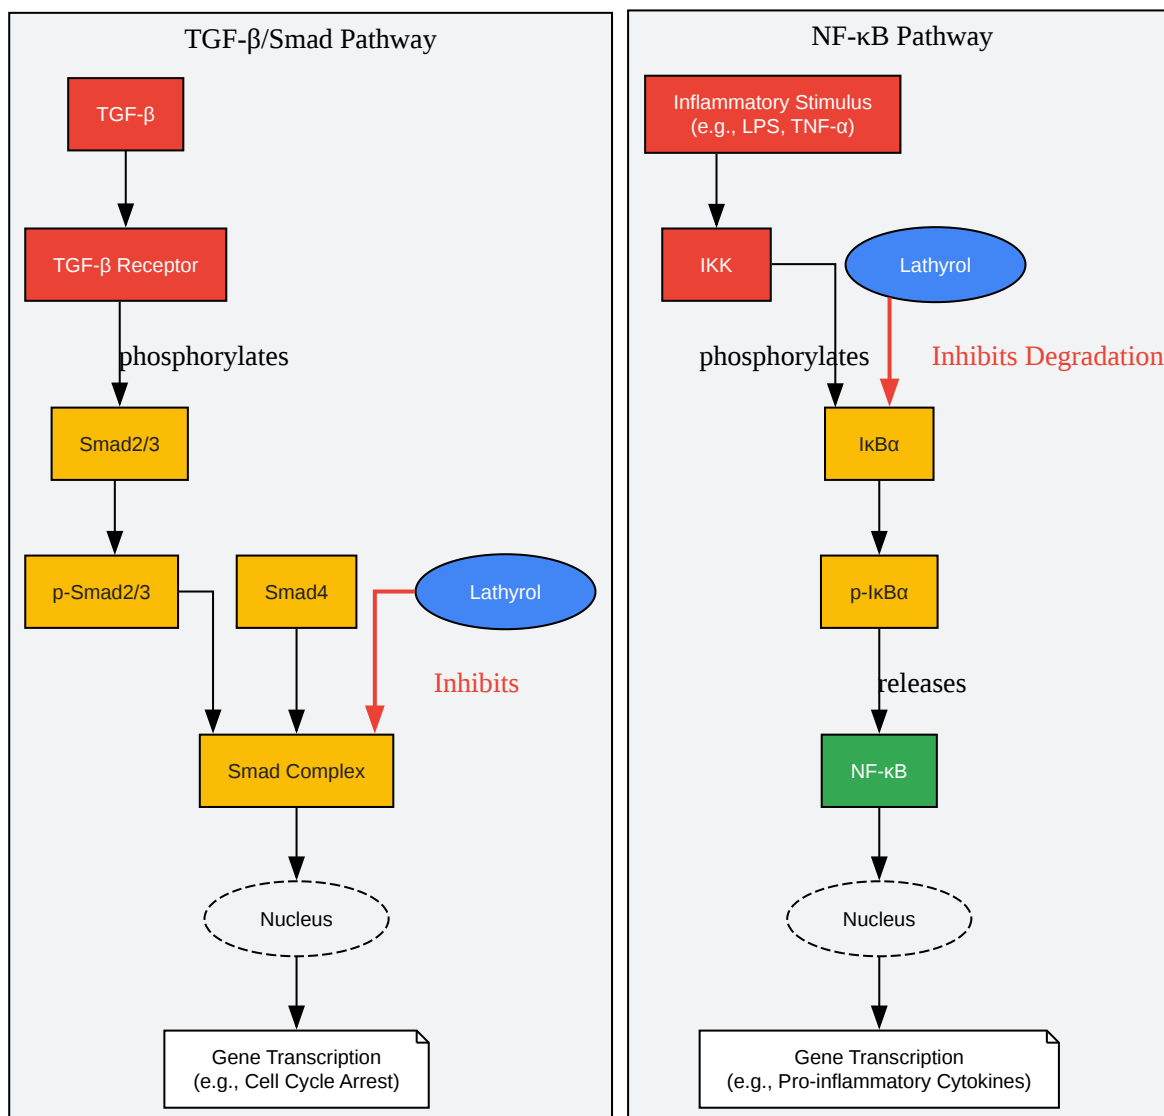 TGF-β/Smad Pathway
TGF-β
TGF-β Receptor
phosphorylates
Smad2/3
p-Smad2/3
Smad4
Lathyrol
Inhibits
Smad Complex
Nucleus
Gene Transcription
(e.g., Cell Cycle Arrest)
NF-κB Pathway
Inflammatory Stimulus
(e.g., LPS, TNF-α)
IKK
Lathyrol
phosphorylates
Inhibits Degradation
IκBα
p-IκBα
releases
NF-κB
Nucleus
Gene Transcription
(e.g., Pro-inflammatory Cytokines)